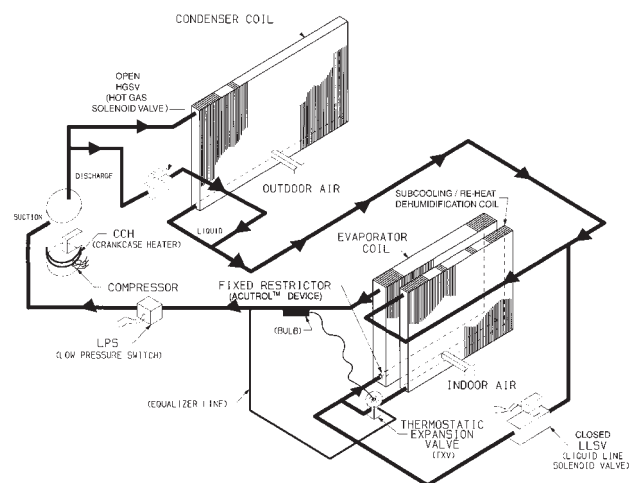 CONDENSER COIL
OPEN
HGSV
(HOT GAS
SOLENOID VALVE)
OUTDOOR AIR
DISCHARGE
SUBCOOLING / RE-HEAT
DEHUMIDIFICATION COIL
SUCTION
LIQUID
EVAPORATOR
COIL
CCH
(CRANKCASE HEATER)
COMPRESSOR
FIXED RESTRICTOR
(ACUTROL™ DEVICE)
(BULB)
LPS
(LOW PRESSURE SWITCH)
INDOOR AIR
(EQUALIZER LINE)
THERMOSTATIC
EXPANSION
VALVE
(TXV)
CLOSED
LLSV
(LIQUID LINE
SOLENOID VALVE)